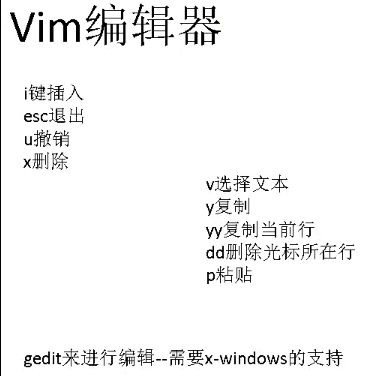 Vim编辑器
i键插入
esc退出
u撤销
x删除
v选择文本
y复制
yy复制当前行
dd删除光标所在行
p粘贴
gedit来进行编辑--需要x-windows的支持